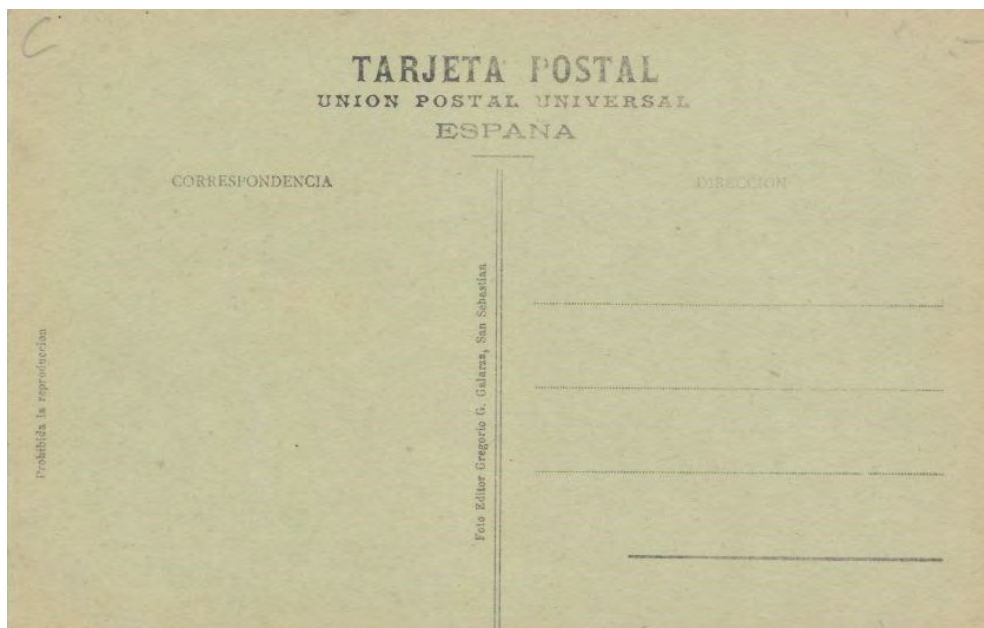 C
TARJETA POSTAL
UNION POSTAL UNIVERSAL
ESPAÑA
CORRESPONDENCIA
DIRECCION
Prohibida la reproduccion
Foto Editor Gregorio G. Galarza, San Sebastian